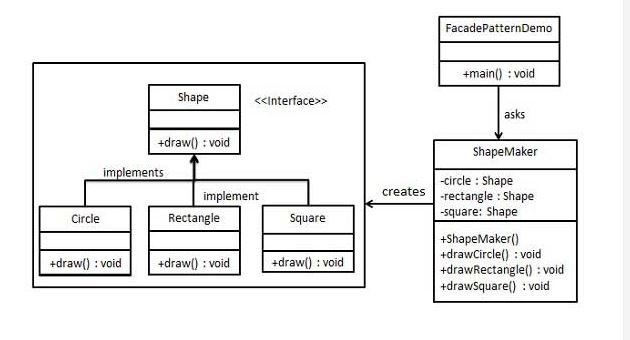 FacadePatternDemo
+main() : void
asks
Shape
<<Interface>>
+draw() : void
implements
implement
Circle
+draw() : void
Rectangle
+draw() : void
Square
+draw() : void
creates
ShapeMaker
-circle : Shape
-rectangle : Shape
-square: Shape
+ShapeMaker()
+drawCircle() : void
+drawRectangle() : void
+drawSquare() : void